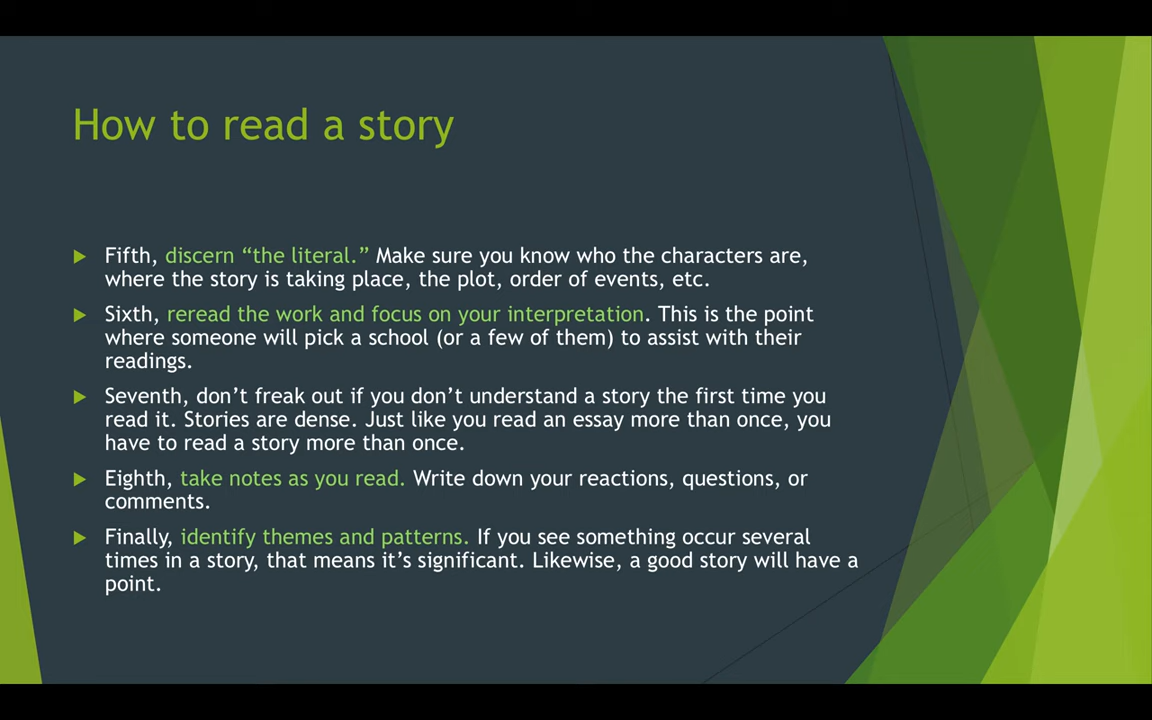 How to read a story
Fifth, discern “the literal.” Make sure you know who the characters are,
where the story is taking place, the plot, order of events, etc.
Sixth, reread the work and focus on your interpretation. This is the point
where someone will pick a school (or a few of them) to assist with their
readings.
Seventh, don’t freak out if you don’t understand a story the first time you
read it. Stories are dense. Just like you read an essay more than once, you
have to read a story more than once.
Eighth, take notes as you read. Write down your reactions, questions, or
comments.
Finally, identify themes and patterns. If you see something occur several
times in a story, that means it’s significant. Likewise, a good story will have a
point.